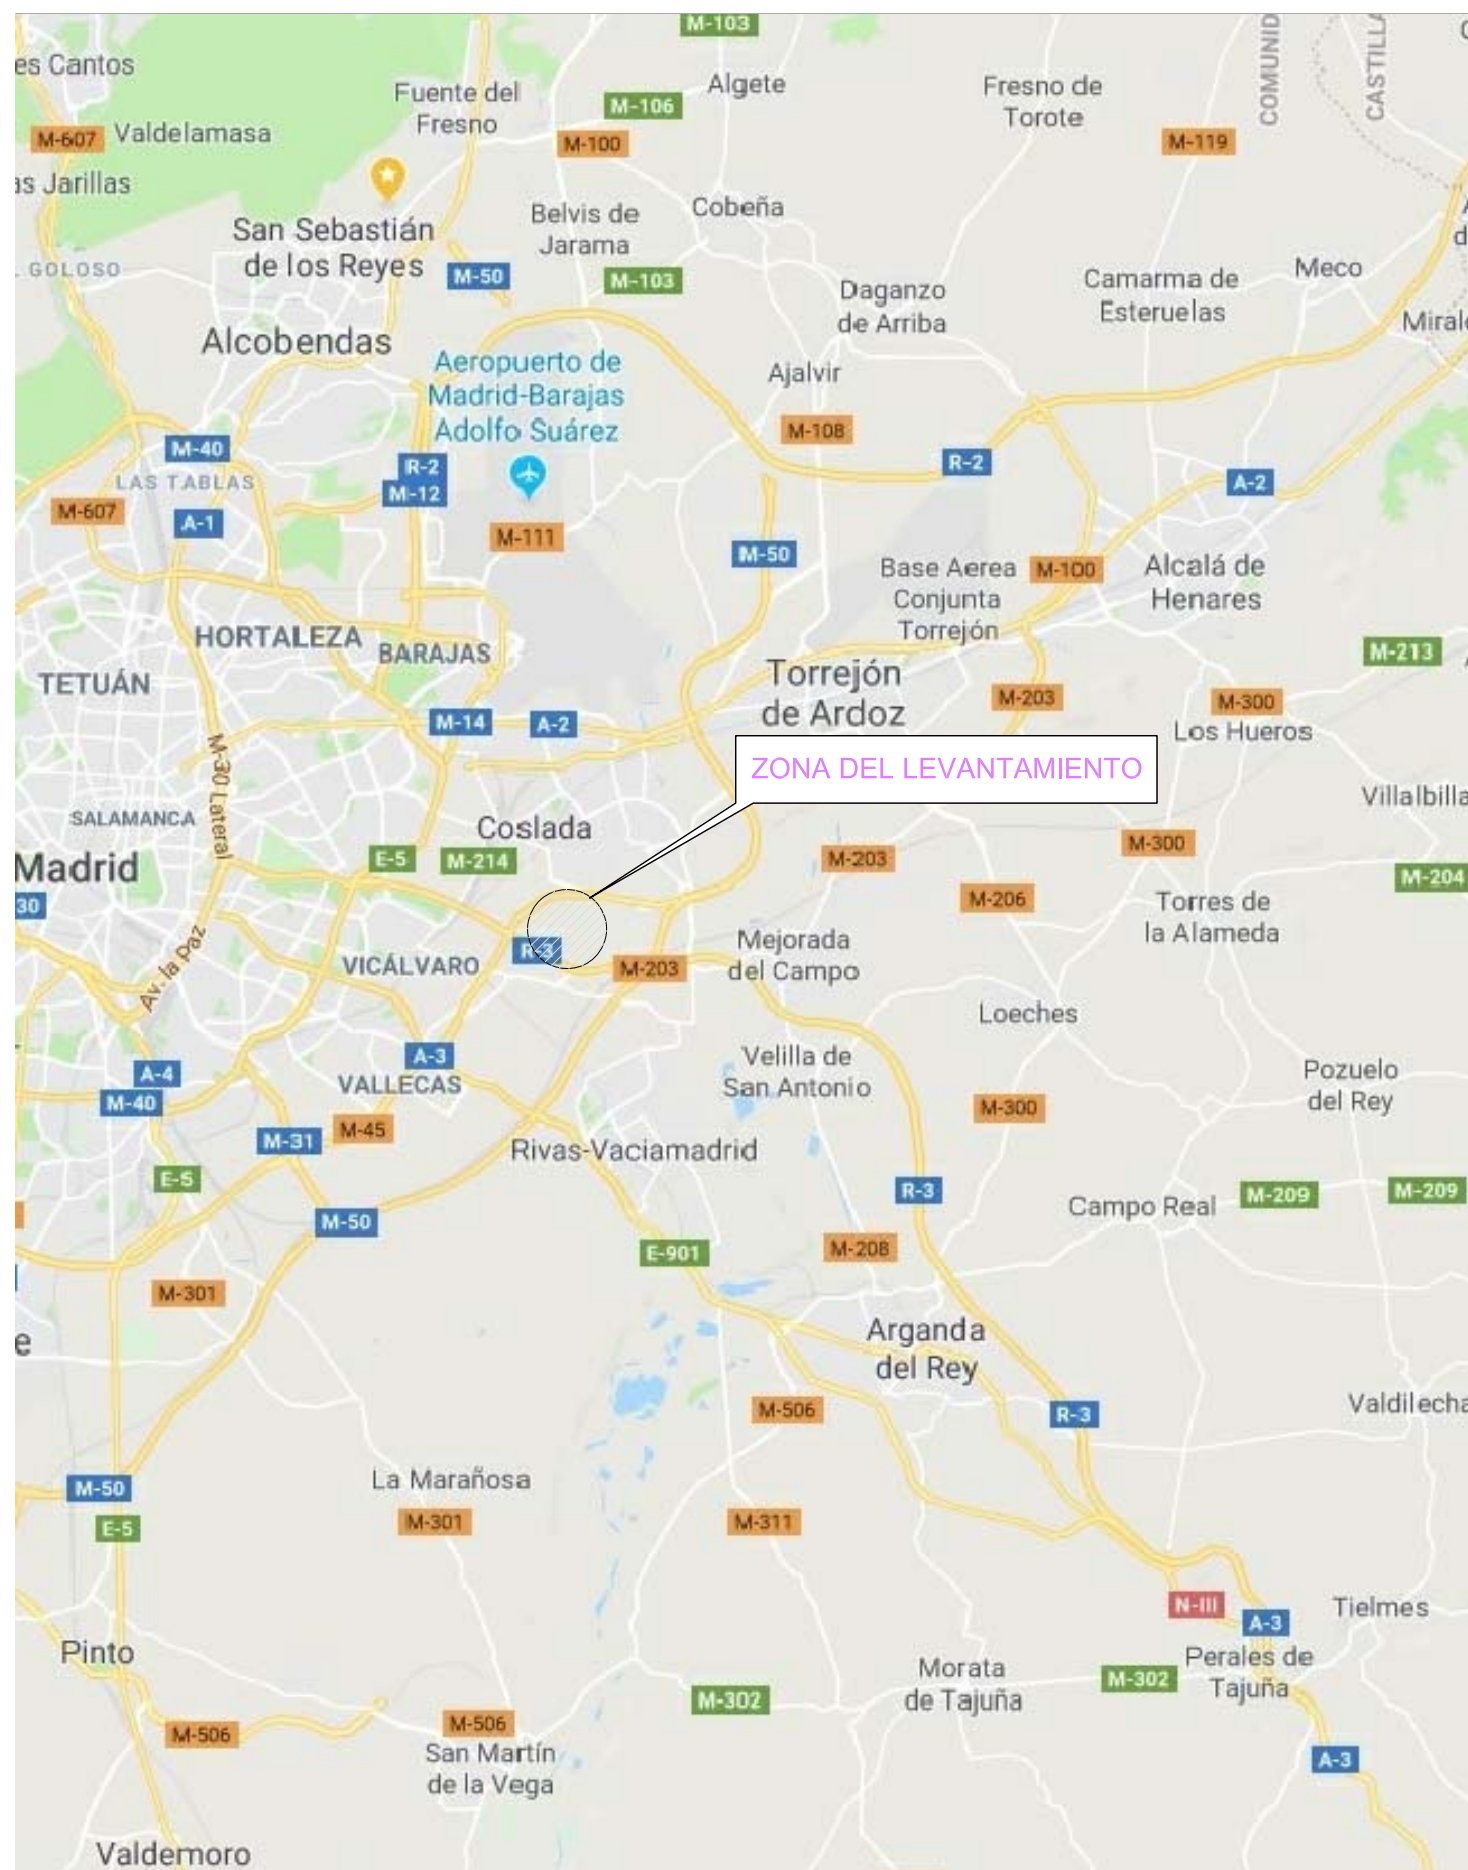 M-103
COMUNID
CASTILLA
es Cantos
Fuente del
Fresno
M-106
Algete
Fresno de
Torote
M-607
Valdelamasa
M-100
M-119
as Jarillas
San Sebastián
de los Reyes
Belvis de
Jarama
Cobeña
GOLOSO
M-50
M-103
Daganzo
de Arriba
Camarma de
Esteruelas
Meco
Alcobendas
Aeropuerto de
Madrid-Barajas
Adolfo Suárez
Ajalvir
M-108
M-40
R-2
M-12
R-2
A-2
LAS TABLAS
M-607
A-1
M-111
M-50
Base Aerea
Conjunta
Torrejón
M-100
Alcalá de
Henares
HORTALEZA
BARAJAS
M-213
TETUÁN
Torrejón
de Ardoz
M-203
M-300
M-14
A-2
Los Hueros
M-30 Lateral
ZONA DEL LEVANTAMIENTO
SALAMANCA
Coslada
Villalbilla
Madrid
E-5
M-214
M-203
M-300
M-204
30
M-206
Torres de
la Alameda
Av. la Paz
VICÁLVARO
R-3
M-203
Mejorada
del Campo
Loeches
A-3
Velilla de
San Antonio
Pozuelo
del Rey
A-4
M-40
VALLECAS
M-300
M-31
M-45
Rivas-Vaciamadrid
E-5
R-3
M-209
M-209
M-50
Campo Real
E-901
M-208
M-301
e
Arganda
del Rey
M-506
R-3
Valdilecha
M-50
La Marañosa
E-5
M-301
M-311
N-III
A-3
Tielmes
Pinto
Morata
de Tajuña
M-302
Perales de
Tajuña
M-302
M-506
M-506
San Martín
de la Vega
A-3
Valdemoro